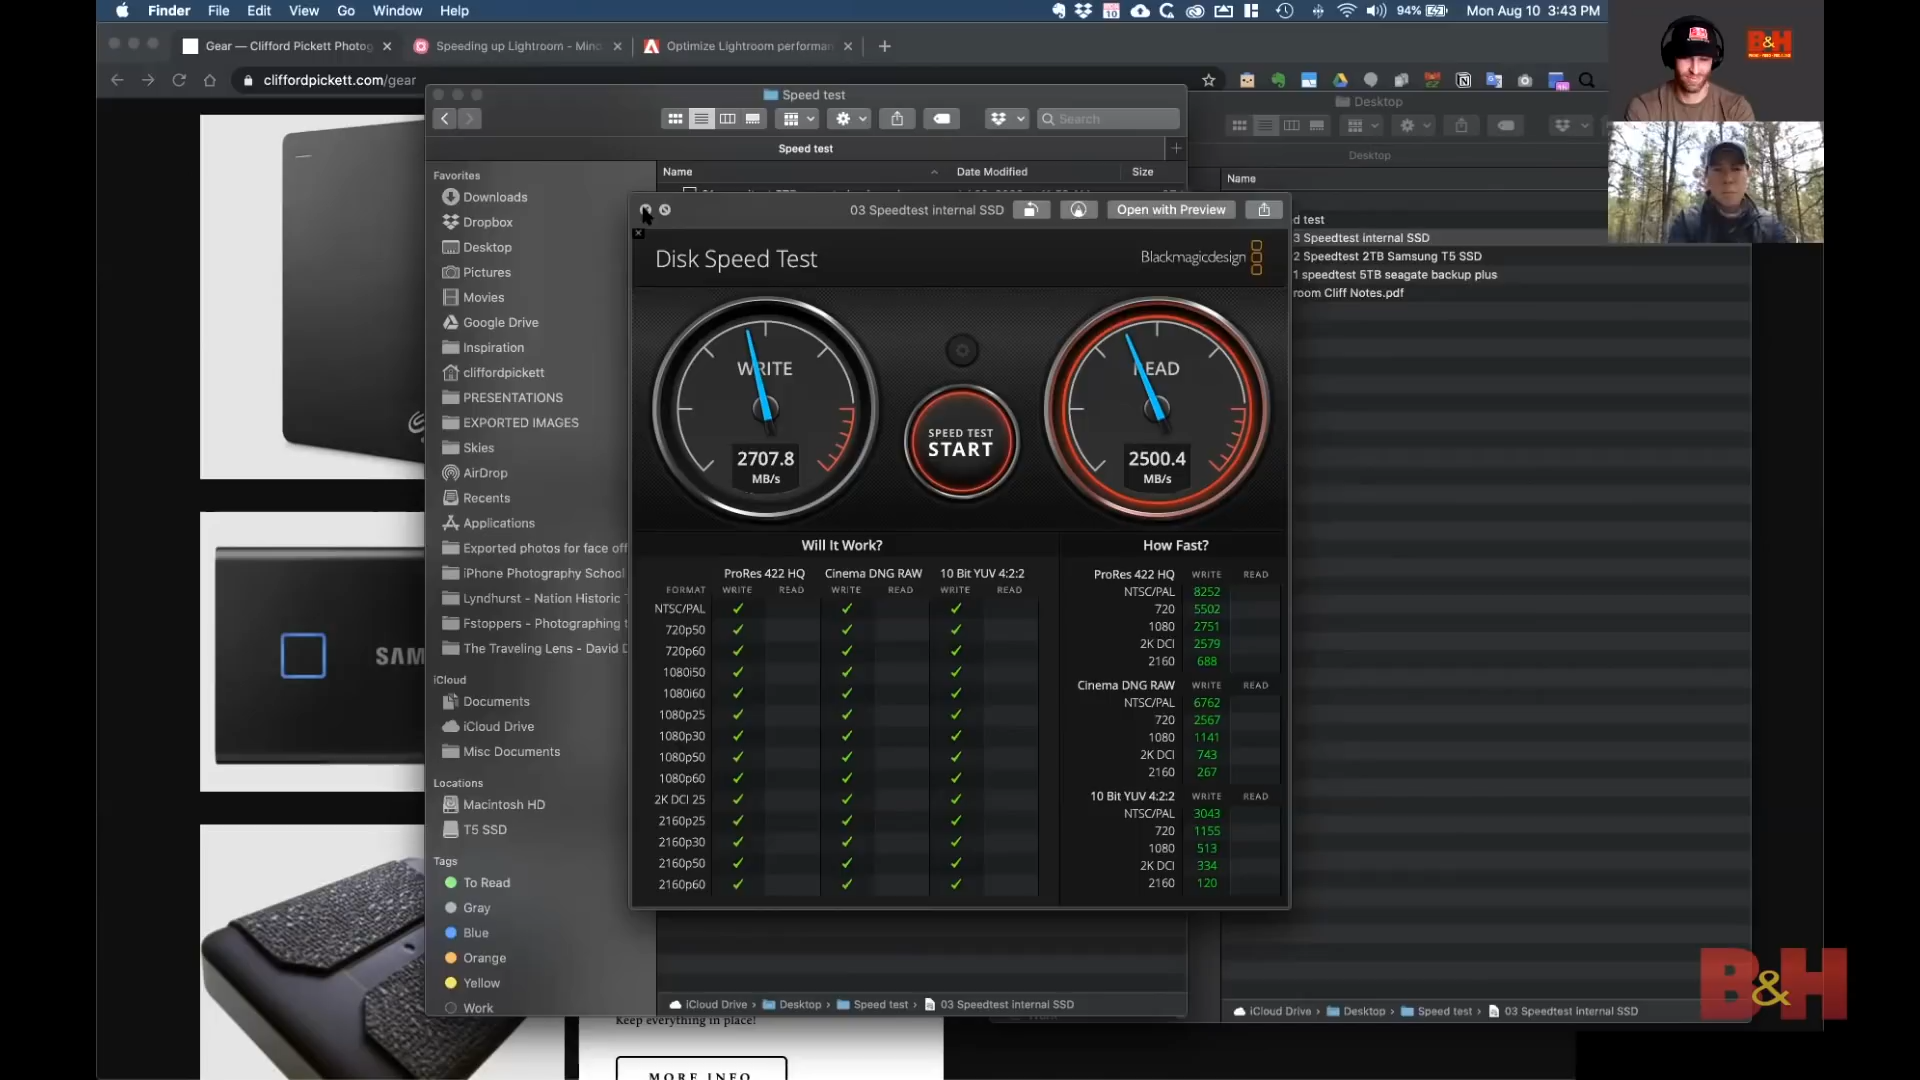 Finder File Edit View Go Window Help
94% Mon Aug 10 3:43 PM
Gear — Clifford Pickett Photog
Speeding up Lightroom - Mind
Optimize Lightroom performan
cliffordpickett.com/gear
B&H
Speed test
Search
Speed test
Name Date Modified Size
Desktop
Desktop
Name
Favorites
Downloads
Dropbox
Desktop
Pictures
Movies
Google Drive
Inspiration
cliffordpickett
PRESENTATIONS
EXPORTED IMAGES
Skies
AirDrop
Recents
Applications
Exported photos for face off
iPhone Photography School
Lyndhurst - Nation Historic
Fstoppers - Photographing t
The Traveling Lens - David D
iCloud
Documents
iCloud Drive
Misc Documents
Locations
Macintosh HD
T5 SSD
Tags
To Read
Gray
Blue
Orange
Yellow
Work
03 Speedtest internal SSD
Open with Preview
Disk Speed Test
Blackmagicdesign
WRITE
2707.8
MB/s
SPEED TEST
START
READ
2500.4
MB/s
Will It Work?
ProRes 422 HQ Cinema DNG RAW 10 Bit YUV 4:2:2
FORMAT WRITE READ WRITE READ WRITE READ
NTSC/PAL ✓ ✓ ✓
720p50 ✓ ✓ ✓
720p60 ✓ ✓ ✓
1080i50 ✓ ✓ ✓
1080i60 ✓ ✓ ✓
1080p25 ✓ ✓ ✓
1080p30 ✓ ✓ ✓
1080p50 ✓ ✓ ✓
1080p60 ✓ ✓ ✓
2K DCI 25 ✓ ✓ ✓
2160p25 ✓ ✓ ✓
2160p30 ✓ ✓ ✓
2160p50 ✓ ✓ ✓
2160p60 ✓ ✓ ✓
How Fast?
ProRes 422 HQ WRITE READ
NTSC/PAL 8252
720 5502
1080 2751
2K DCI 2579
2160 688
Cinema DNG RAW WRITE READ
NTSC/PAL 6762
720 2567
1080 1141
2K DCI 743
2160 267
10 Bit YUV 4:2:2 WRITE READ
NTSC/PAL 3043
720 1155
1080 513
2K DCI 334
2160 120
d test
3 Speedtest internal SSD
2 Speedtest 2TB Samsung T5 SSD
1 speedtest 5TB seagate backup plus
room Cliff Notes.pdf
SAM
iCloud Drive › Desktop › Speed test › 03 Speedtest internal SSD
iCloud Drive › Desktop › Speed test › 03 Speedtest internal SSD
Keep everything in place!
MORE INFO
B&H